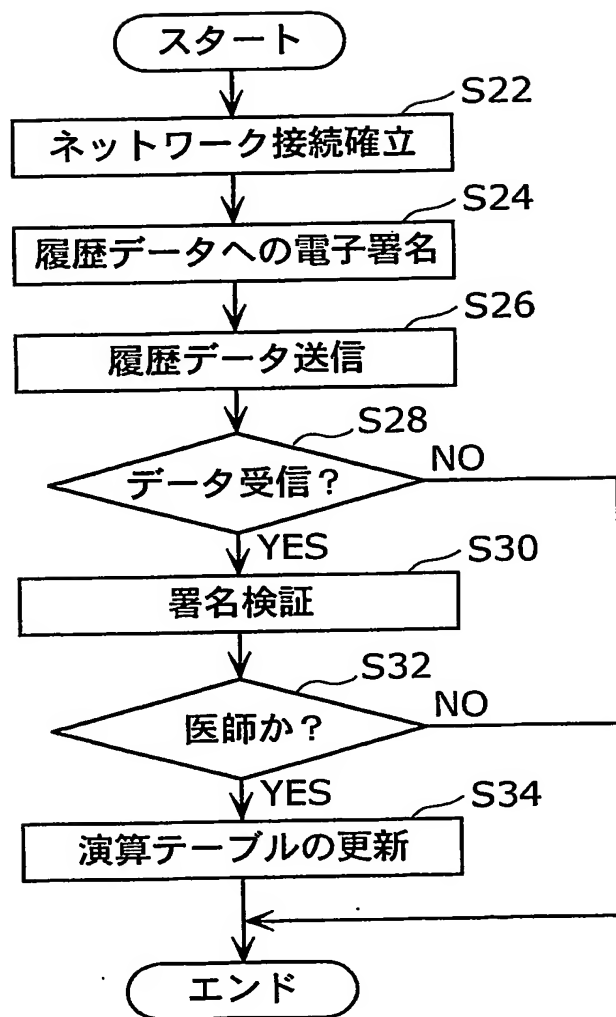 スタート
S22
ネットワーク接続確立
S24
履歴データへの電子署名
S26
履歴データ送信
S28
データ受信?
NO
YES
S30
署名検証
S32
医師か?
NO
YES
S34
演算テーブルの更新
エンド